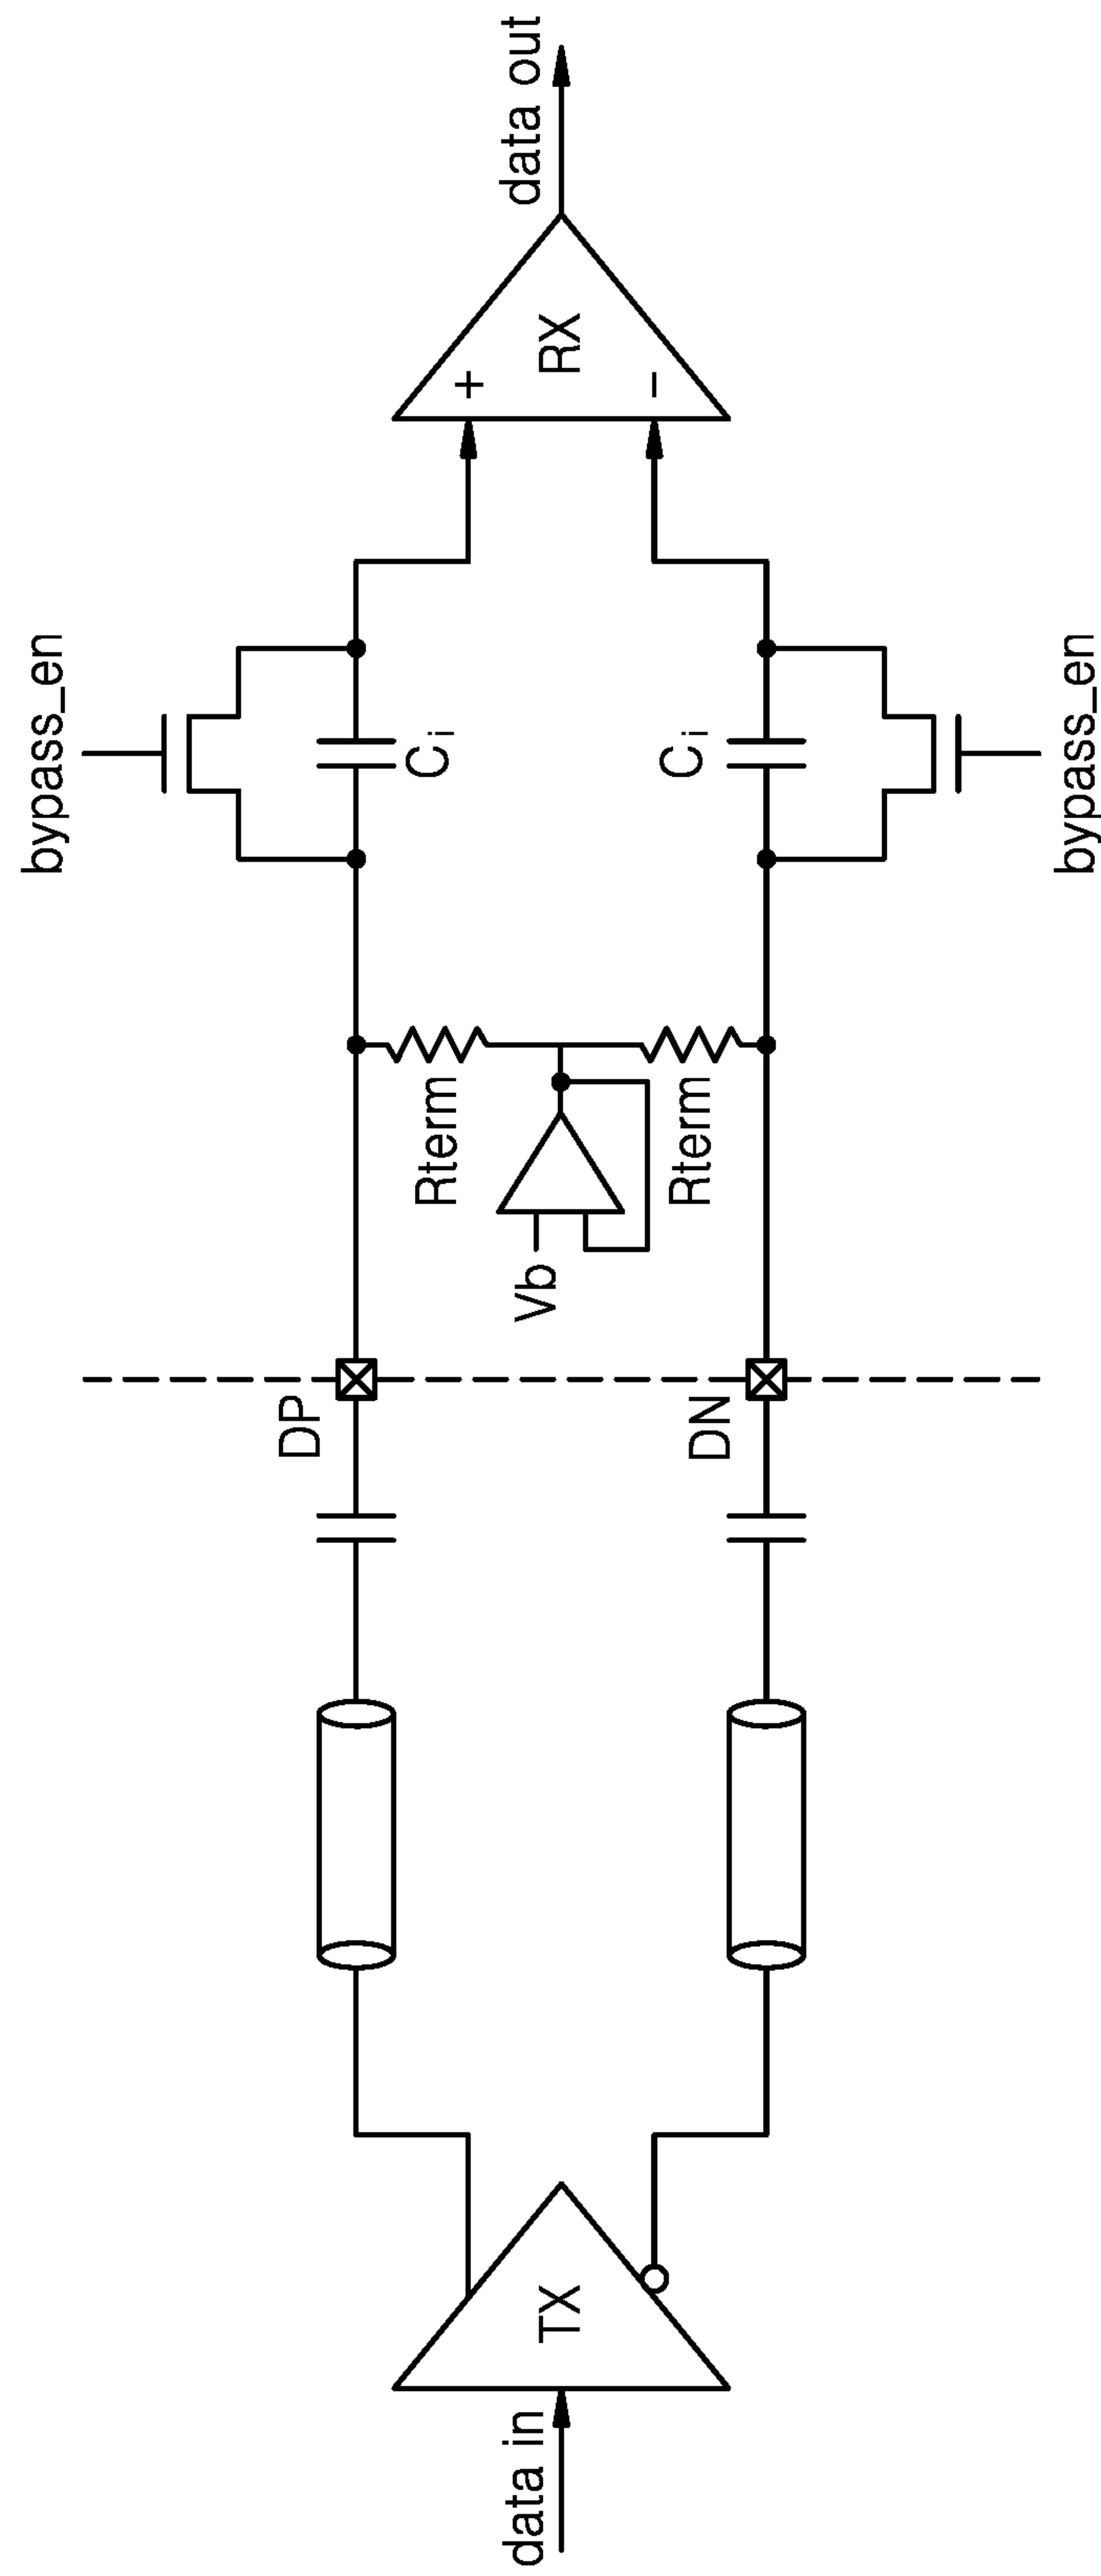 bypass_en
data in
TX
DP
Vb
Rterm
Ci
+
RX
data out
DN
Rterm
Ci
−
bypass_en